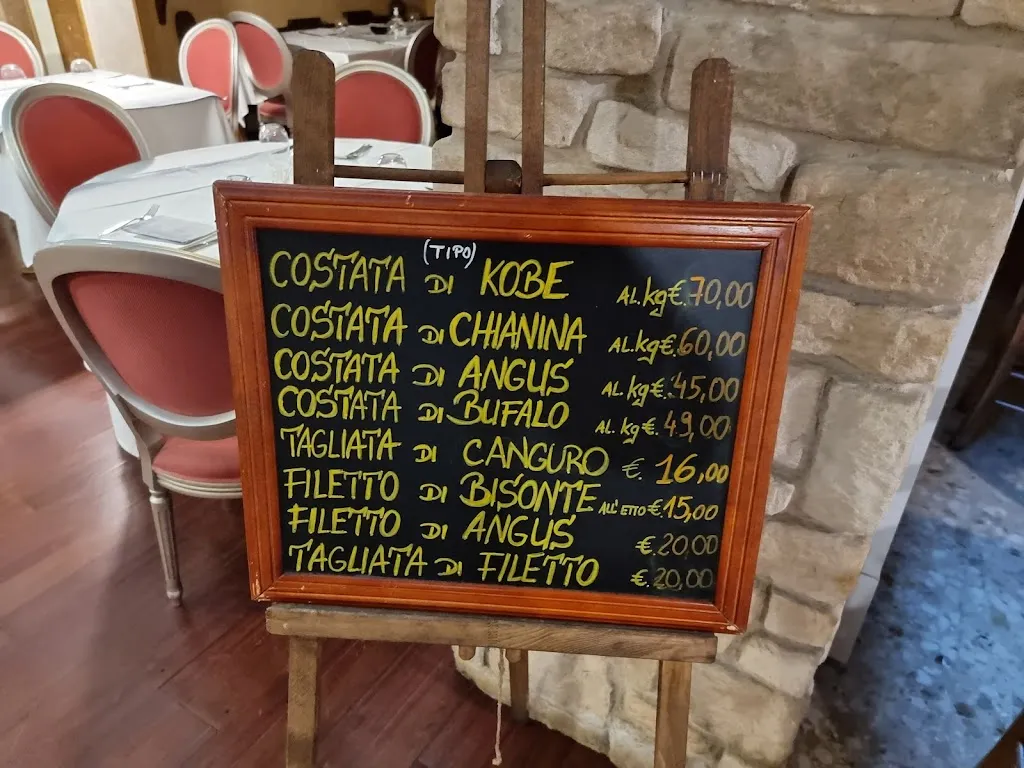 COSTATA (TIPO) DI KOBE AL.kg€.70,00
COSTATA DI CHIANINA AL.kg€.60,00
COSTATA DI ANGUS AL.kg€.45,00
COSTATA DI BUFALO AL.kg€.49,00
TAGLIATA DI CANGURO €.16,00
FILETTO DI BISONTE ALL'ETTO €.15,00
FILETTO DI ANGUS €.20,00
TAGLIATA DI FILETTO €.20,00